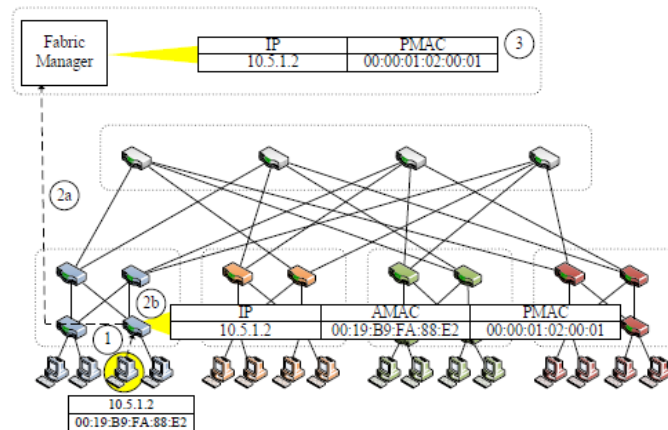 Fabric
Manager
IP PMAC
10.5.1.2 00:00:01:02:00:01
3
2a
2b
IP AMAC PMAC
10.5.1.2 00:19:B9:FA:88:E2 00:00:01:02:00:01
1
10.5.1.2
00:19:B9:FA:88:E2